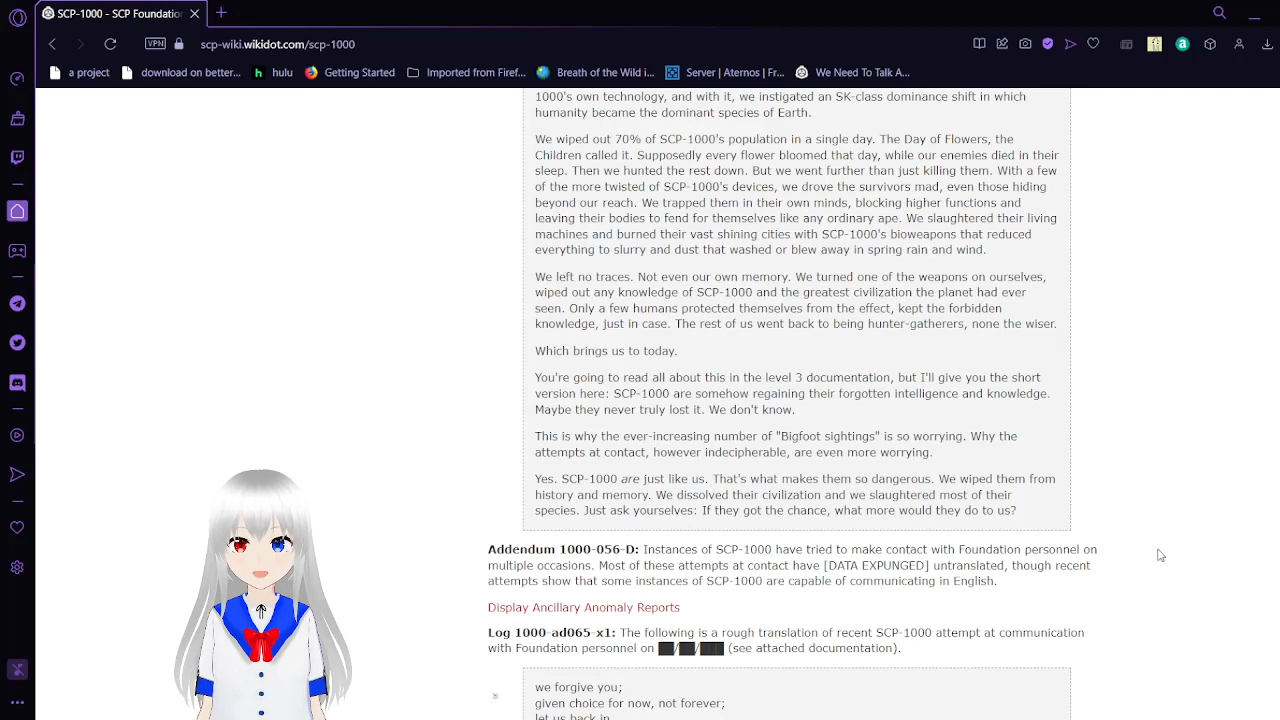 SCP-1000 - SCP Foundation
scp-wiki.wikidot.com/scp-1000
VPN
a project
download on better...
hulu
Getting Started
Imported from Firef...
Breath of the Wild i...
Server | Aternos | Fr...
We Need To Talk A...
1000's own technology, and with it, we instigated an SK-class dominance shift in which
humanity became the dominant species of Earth.
We wiped out 70% of SCP-1000's population in a single day. The Day of Flowers, the
Children called it. Supposedly every flower bloomed that day, while our enemies died in their
sleep. Then we hunted the rest down. But we went further than just killing them. With a few
of the more twisted of SCP-1000's devices, we drove the survivors mad, even those hiding
beyond our reach. We trapped them in their own minds, blocking higher functions and
leaving their bodies to fend for themselves like any ordinary ape. We slaughtered their living
machines and burned their vast shining cities with SCP-1000's bioweapons that reduced
everything to slurry and dust that washed or blew away in spring rain and wind.
We left no traces. Not even our own memory. We turned one of the weapons on ourselves,
wiped out any knowledge of SCP-1000 and the greatest civilization the planet had ever
seen. Only a few humans protected themselves from the effect, kept the forbidden
knowledge, just in case. The rest of us went back to being hunter-gatherers, none the wiser.
Which brings us to today.
You're going to read all about this in the level 3 documentation, but I'll give you the short
version here: SCP-1000 are somehow regaining their forgotten intelligence and knowledge.
Maybe they never truly lost it. We don't know.
This is why the ever-increasing number of "Bigfoot sightings" is so worrying. Why the
attempts at contact, however indecipherable, are even more worrying.
Yes. SCP-1000 are just like us. That's what makes them so dangerous. We wiped them from
history and memory. We dissolved their civilization and we slaughtered most of their
species. Just ask yourselves: If they got the chance, what more would they do to us?
Addendum 1000-056-D: Instances of SCP-1000 have tried to make contact with Foundation personnel on
multiple occasions. Most of these attempts at contact have [DATA EXPUNGED] untranslated, though recent
attempts show that some instances of SCP-1000 are capable of communicating in English.
Display Ancillary Anomaly Reports
Log 1000-ad065-x1: The following is a rough translation of recent SCP-1000 attempt at communication
with Foundation personnel on ██/██/███ (see attached documentation).
we forgive you;
given choice for now, not forever;
let us back in